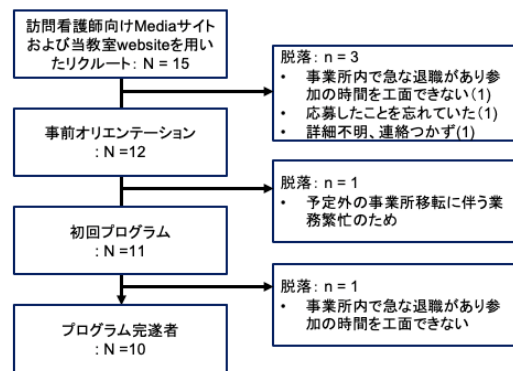 訪問看護師向けMediaサイト
および当教室websiteを用い
たリクルート: N = 15
脱落: n = 3
• 事業所内で急な退職があり参
加の時間を工面できない(1)
• 応募したことを忘れていた(1)
• 詳細不明、連絡つかず(1)
事前オリエンテーション
: N =12
脱落: n = 1
• 予定外の事業所移転に伴う業
務繁忙のため
初回プログラム
: N =11
脱落: n = 1
• 事業所内で急な退職があり参
加の時間を工面できない
プログラム完遂者
: N =10